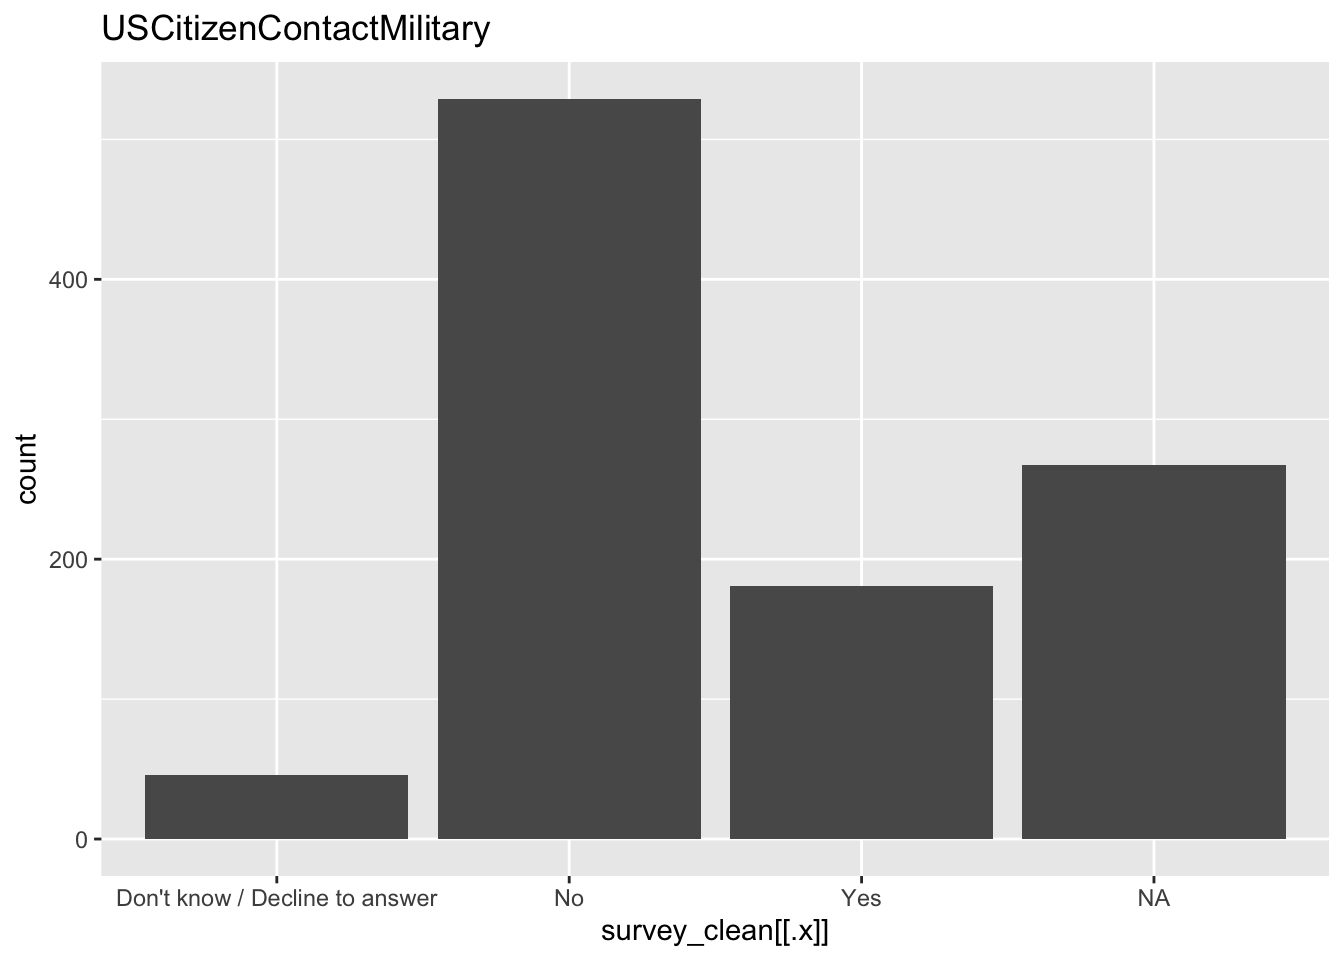 USCitizenContactMilitary
count
400
200
0
Don't know / Decline to answer No Yes NA
survey_clean[[.x]]